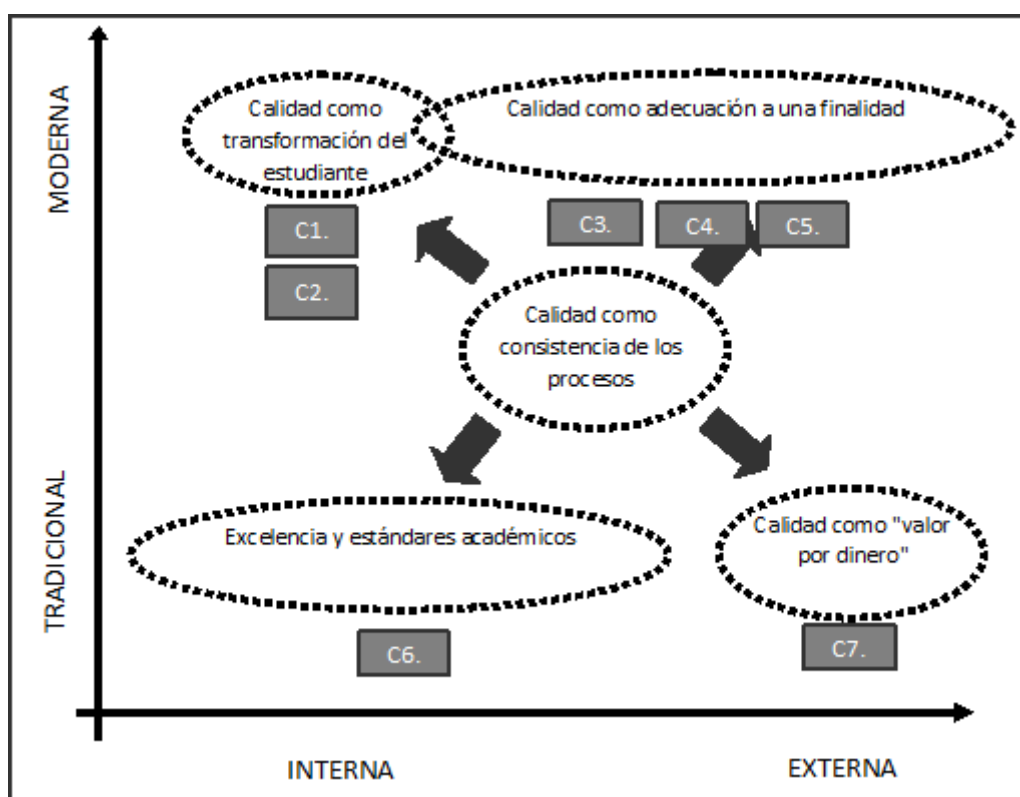 MODERNA
TRADICIONAL
Calidad como
transformación del
estudiante
Calidad como adecuación a una finalidad
C1.
C2.
C3.
C4.
C5.
Calidad como
consistencia de los
procesos
Excelencia y estándares académicos
Calidad como "valor
por dinero"
C6.
C7.
INTERNA
EXTERNA